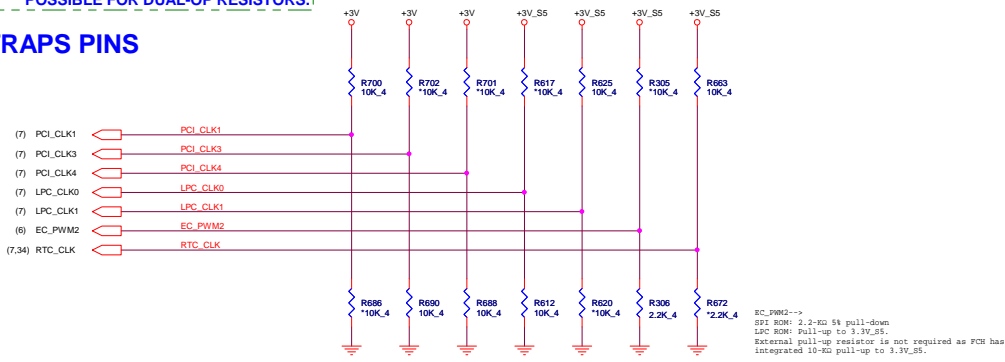 POSSIBLE FOR DUAL-OP RESISTORS.
TRAPS PINS
+3V +3V +3V +3V_S5 +3V_S5 +3V_S5 +3V_S5
R700 R702 R701 R617 R625 R305 R663
10K_4 *10K_4 *10K_4 *10K_4 10K_4 *10K_4 10K_4
(7) PCI_CLK1 PCI_CLK1
(7) PCI_CLK3 PCI_CLK3
(7) PCI_CLK4 PCI_CLK4
(7) LPC_CLK0 LPC_CLK0
(7) LPC_CLK1 LPC_CLK1
(6) EC_PWM2 EC_PWM2
(7,34) RTC_CLK RTC_CLK
R686 R690 R688 R612 R620 R306 R672
*10K_4 10K_4 10K_4 10K_4 *10K_4 2.2K_4 *2.2K_4
EC_PWM2-->
SPI ROM: 2.2-KΩ 5% pull-down
LPC ROM: Pull-up to 3.3V_S5.
External pull-up resistor is not required as FCH has
integrated 10-KΩ pull-up to 3.3V_S5.